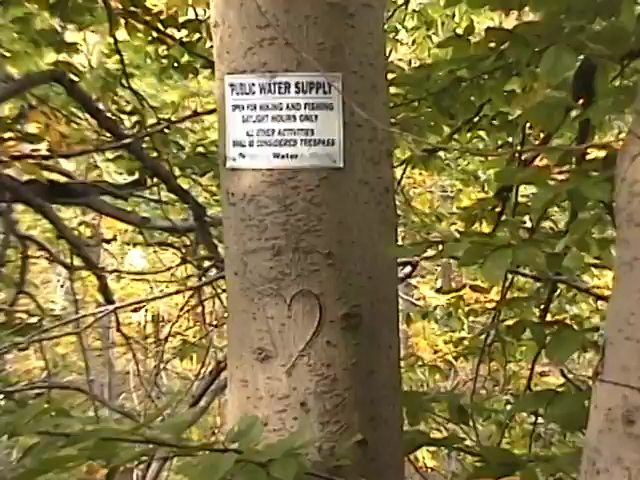 PUBLIC WATER SUPPLY
OPEN FOR HIKING AND FISHING
DAYLIGHT HOURS ONLY
ALL OTHER ACTIVITIES
SHALL BE CONSIDERED TRESPASS
Water